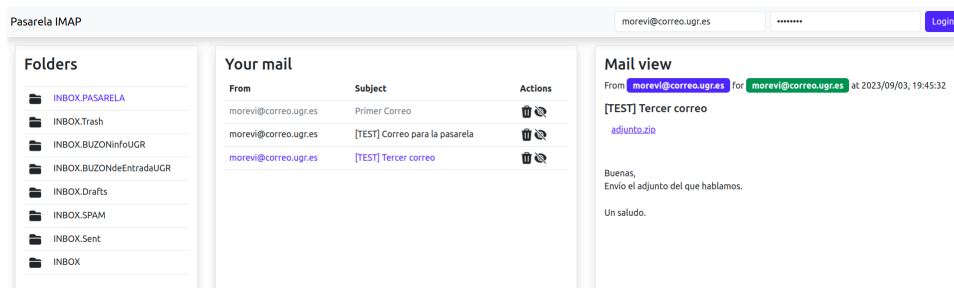 Pasarela IMAP
morevi@correo.ugr.es
••••••••
Login
Folders
INBOX.PASARELA
INBOX.Trash
INBOX.BUZONinfoUGR
INBOX.BUZONdeEntradaUGR
INBOX.Drafts
INBOX.SPAM
INBOX.Sent
INBOX
Your mail
From Subject Actions
morevi@correo.ugr.es Primer Correo
morevi@correo.ugr.es [TEST] Correo para la pasarela
morevi@correo.ugr.es [TEST] Tercer correo
Mail view
From morevi@correo.ugr.es for morevi@correo.ugr.es at 2023/09/03, 19:45:32
[TEST] Tercer correo
adjunto.zip
Buenas,
Envío el adjunto del que hablamos.
Un saludo.